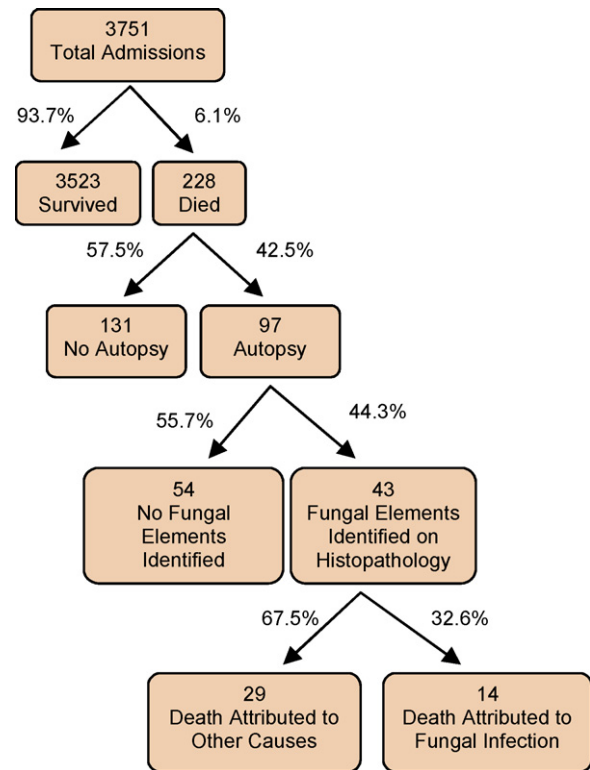 3751
Total Admissions
93.7%
6.1%
3523
Survived
228
Died
57.5%
42.5%
131
No Autopsy
97
Autopsy
55.7%
44.3%
54
No Fungal
Elements
Identified
43
Fungal Elements
Identified on
Histopathology
67.5%
32.6%
29
Death Attributed to
Other Causes
14
Death Attributed to
Fungal Infection